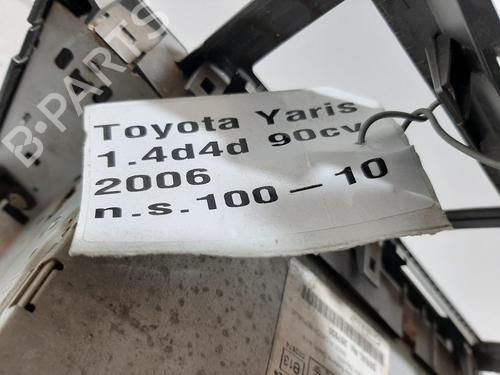 B-PARTS
Toyota Yaris
1.4d4d 90cv
2006
n.s.100-10